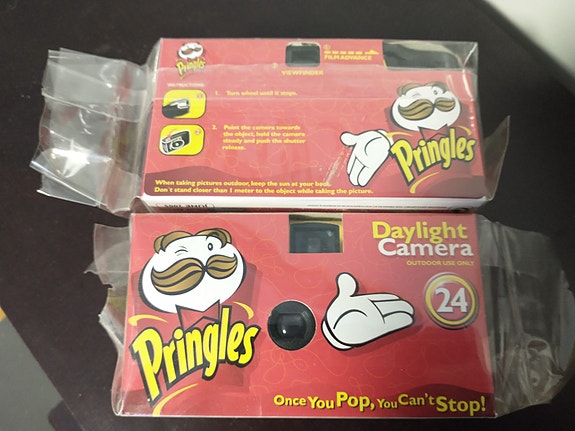 Pringles
VIEWFINDER
FILM ADVANCE
1. Turn wheel until it stops.
2. Point the camera towards
the object, hold the camera
steady and push the shutter
release.
Pringles
When taking pictures outdoor, keep the sun at your back.
Don't stand closer than 1 meter to the object while taking the picture.
Daylight
Camera
OUTDOOR USE ONLY
24
Pringles
Once You Pop, You Can't Stop!